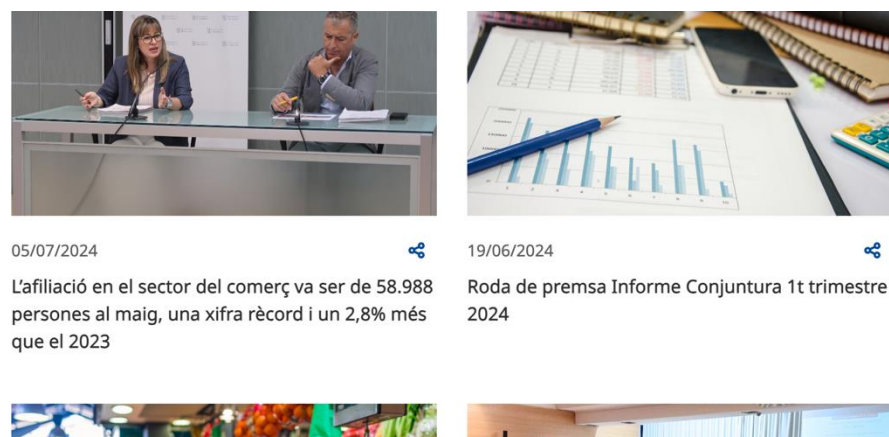 05/07/2024
L’afiliació en el sector del comerç va ser de 58.988
persones al maig, una xifra rècord i un 2,8% més
que el 2023
19/06/2024
Roda de premsa Informe Conjuntura 1t trimestre
2024